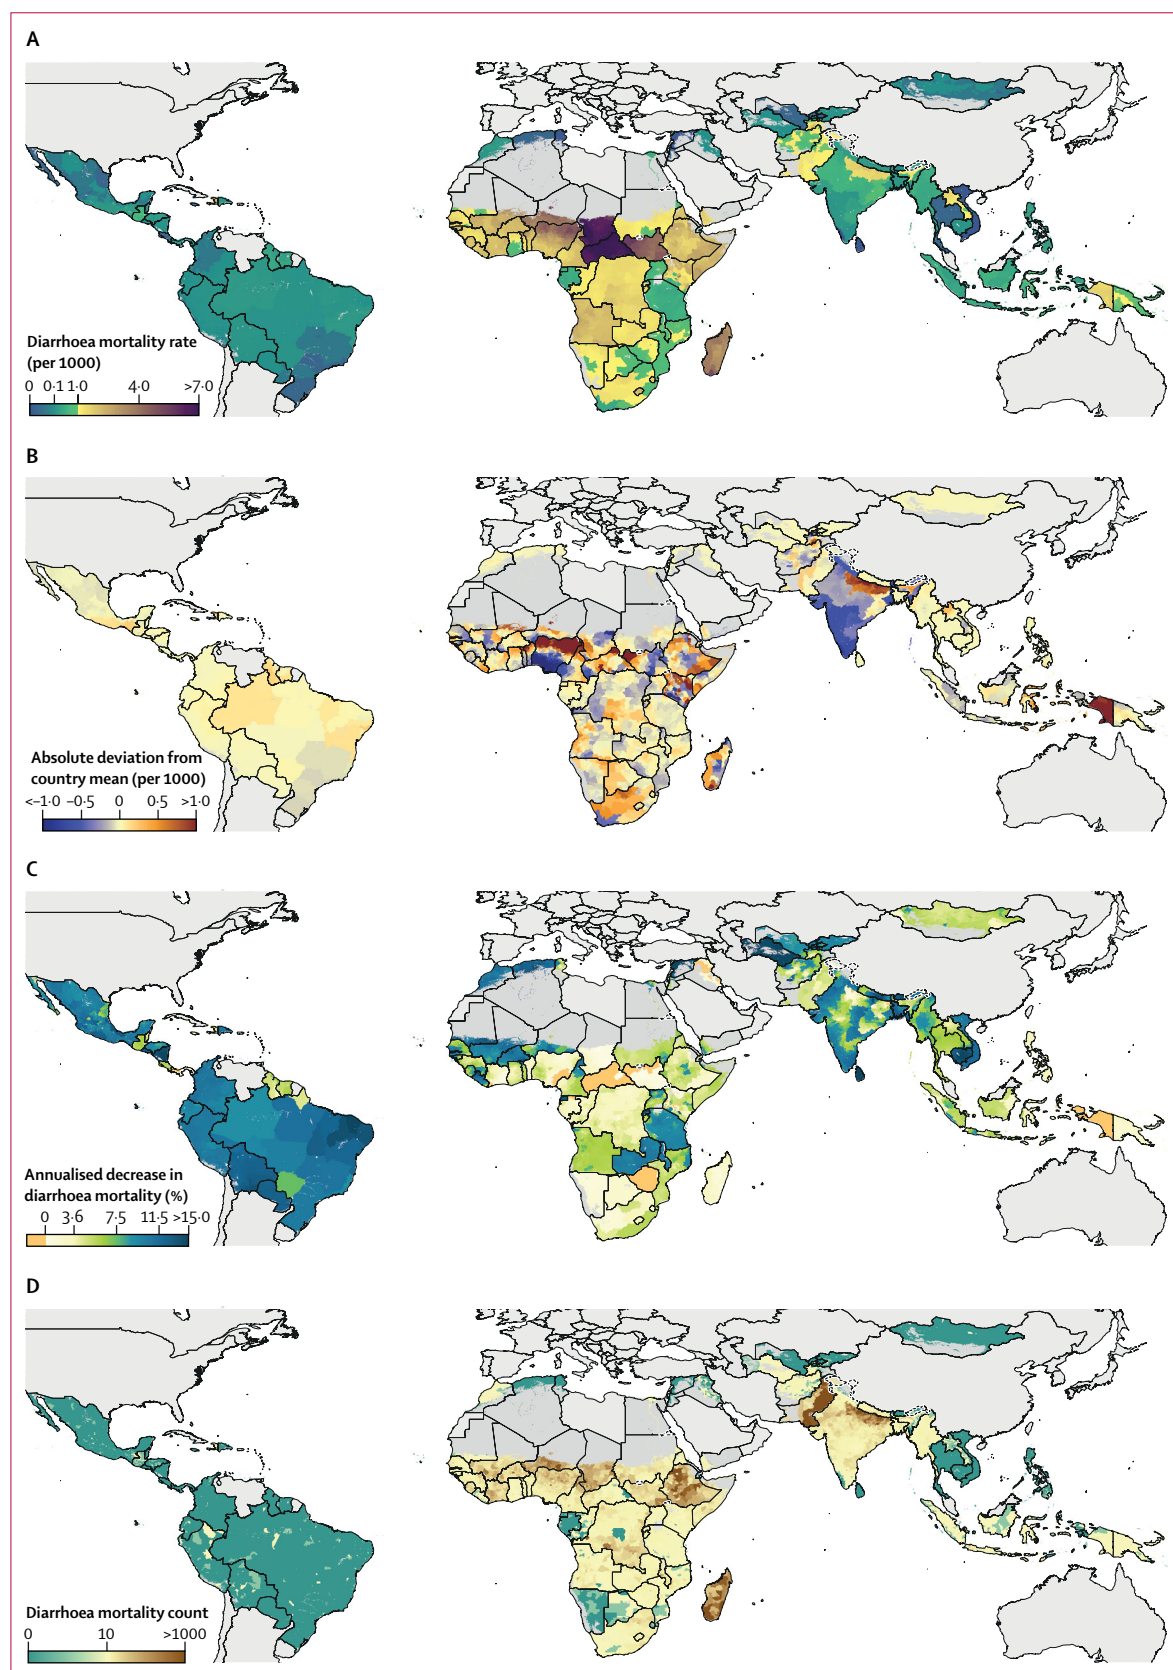 A
Diarrhoea mortality rate
(per 1000)
0 0·1 1·0 4·0 >7·0
B
Absolute deviation from
country mean (per 1000)
<–1·0 –0·5 0 0·5 >1·0
C
Annualised decrease in
diarrhoea mortality (%)
0 3·6 7·5 11·5 >15·0
D
Diarrhoea mortality count
0 10 >1000